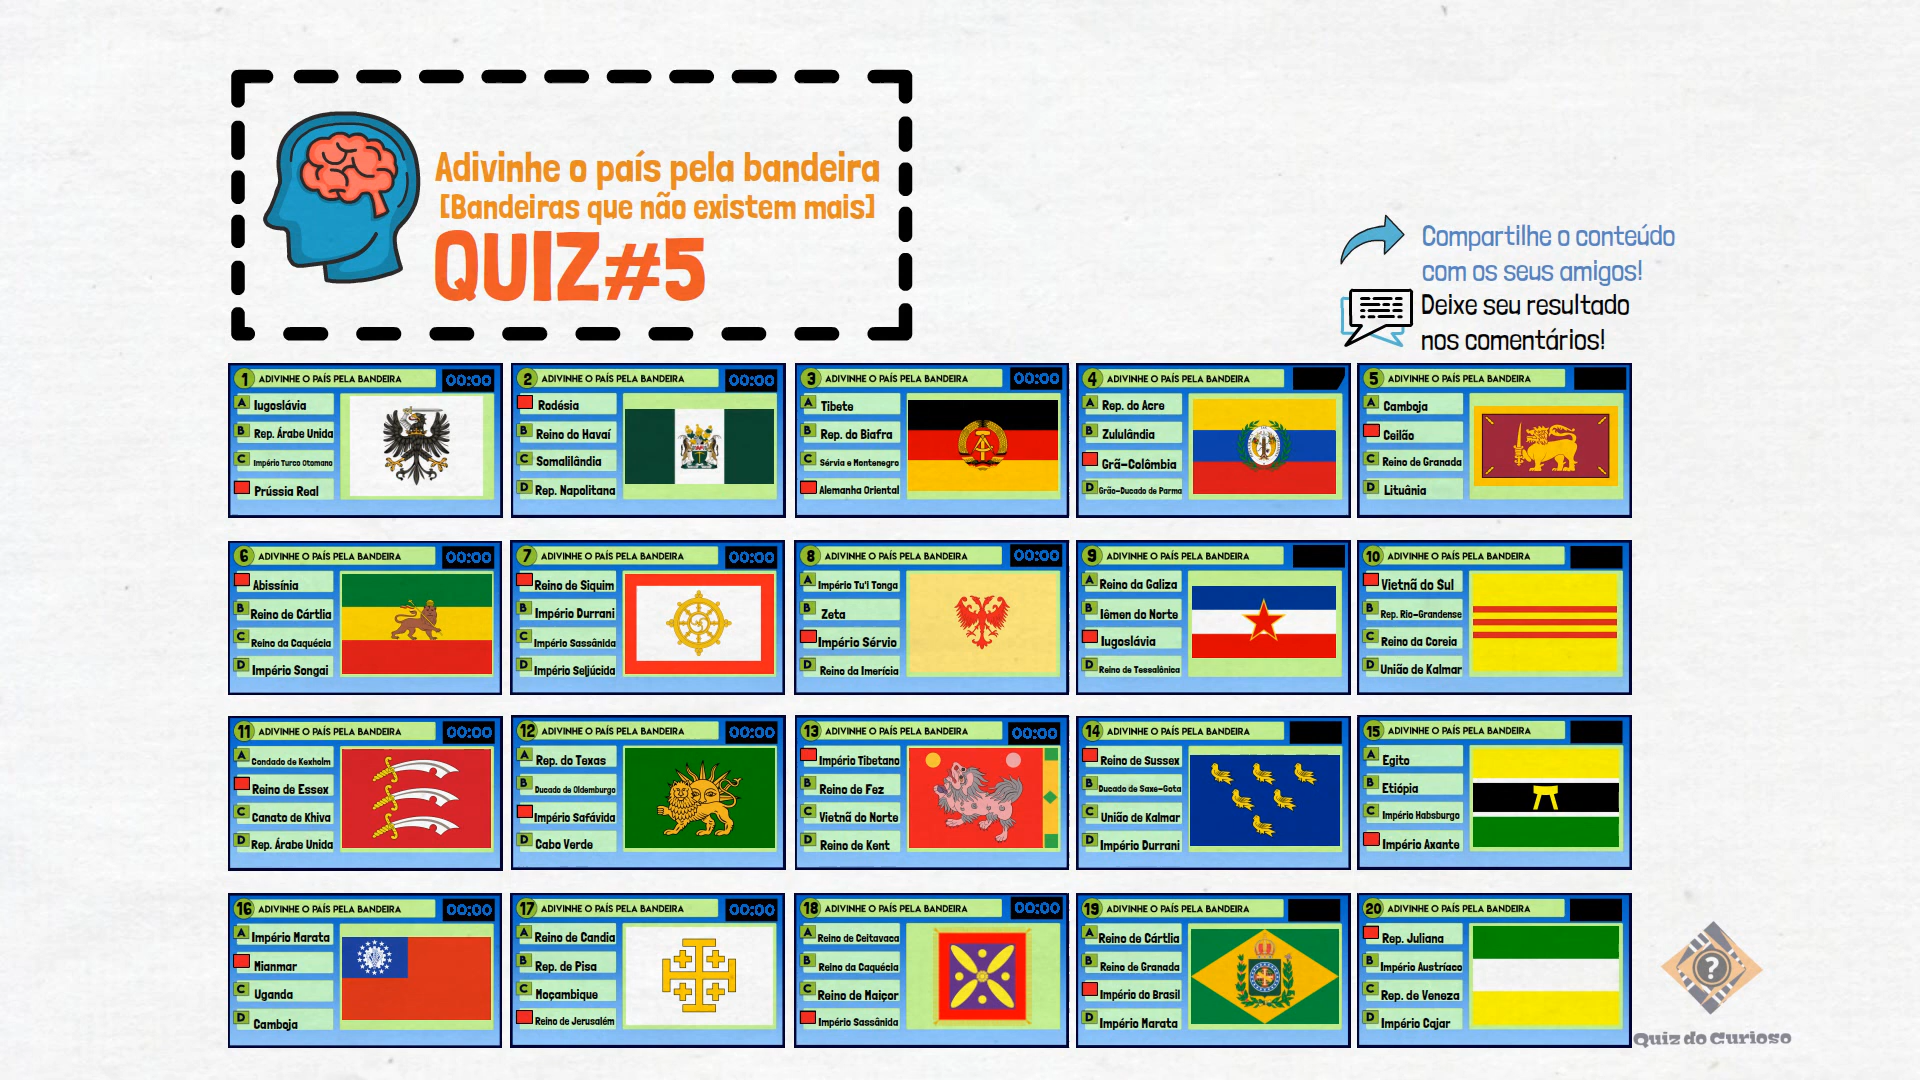 Adivinhe o país pela bandeira
[Bandeiras que não existem mais]
QUIZ#5
Compartilhe o conteúdo
com os seus amigos!
Deixe seu resultado
nos comentários!
1 ADIVINHE O PAÍS PELA BANDEIRA 00:00
A Iugoslávia
B Rep. Árabe Unida
C Império Turco Otomano
Prússia Real
2 ADIVINHE O PAÍS PELA BANDEIRA 00:00
Rodésia
B Reino do Havaí
C Somalilândia
D Rep. Napolitana
3 ADIVINHE O PAÍS PELA BANDEIRA 00:00
A Tibete
B Rep. do Biafra
C Sérvia e Montenegro
Alemanha Oriental
4 ADIVINHE O PAÍS PELA BANDEIRA
A Rep. do Acre
B Zululândia
Grã-Colômbia
D Grão-Ducado de Parma
5 ADIVINHE O PAÍS PELA BANDEIRA
A Camboja
Ceilão
C Reino de Granada
D Lituânia
6 ADIVINHE O PAÍS PELA BANDEIRA 00:00
Abissínia
B Reino de Cártlia
C Reino da Caquécia
D Império Songai
7 ADIVINHE O PAÍS PELA BANDEIRA 00:00
Reino de Siquim
B Império Durrani
C Império Sassânida
D Império Seljúcida
8 ADIVINHE O PAÍS PELA BANDEIRA 00:00
A Império Tu'i Tonga
B Zeta
Império Sérvio
D Reino da Imerícia
9 ADIVINHE O PAÍS PELA BANDEIRA
A Reino da Galiza
B Iêmen do Norte
Iugoslávia
D Reino de Tessalônica
10 ADIVINHE O PAÍS PELA BANDEIRA
Vietnã do Sul
B Rep. Rio-Grandense
C Reino da Coreia
D União de Kalmar
11 ADIVINHE O PAÍS PELA BANDEIRA 00:00
A Condado de Kexholm
Reino de Essex
C Canato de Khiva
D Rep. Árabe Unida
12 ADIVINHE O PAÍS PELA BANDEIRA 00:00
A Rep. do Texas
B Ducado de Oldemburgo
Império Safávida
D Cabo Verde
13 ADIVINHE O PAÍS PELA BANDEIRA 00:00
Império Tibetano
B Reino de Fez
C Vietnã do Norte
D Reino de Kent
14 ADIVINHE O PAÍS PELA BANDEIRA
Reino de Sussex
B Ducado de Saxe-Gota
C União de Kalmar
D Império Durrani
15 ADIVINHE O PAÍS PELA BANDEIRA
A Egito
B Etiópia
C Império Habsburgo
Império Axante
16 ADIVINHE O PAÍS PELA BANDEIRA 00:00
A Império Marata
Mianmar
C Uganda
D Camboja
17 ADIVINHE O PAÍS PELA BANDEIRA 00:00
A Reino de Candia
B Rep. de Pisa
C Moçambique
Reino de Jerusalém
18 ADIVINHE O PAÍS PELA BANDEIRA 00:00
A Reino de Ceitavaca
B Reino da Caquécia
C Reino de Maiçor
Império Sassânida
19 ADIVINHE O PAÍS PELA BANDEIRA
A Reino de Cártlia
B Reino de Granada
Império do Brasil
D Império Marata
20 ADIVINHE O PAÍS PELA BANDEIRA
Rep. Juliana
B Império Austríaco
C Rep. de Veneza
D Império Cajar
?
Quiz do Curioso